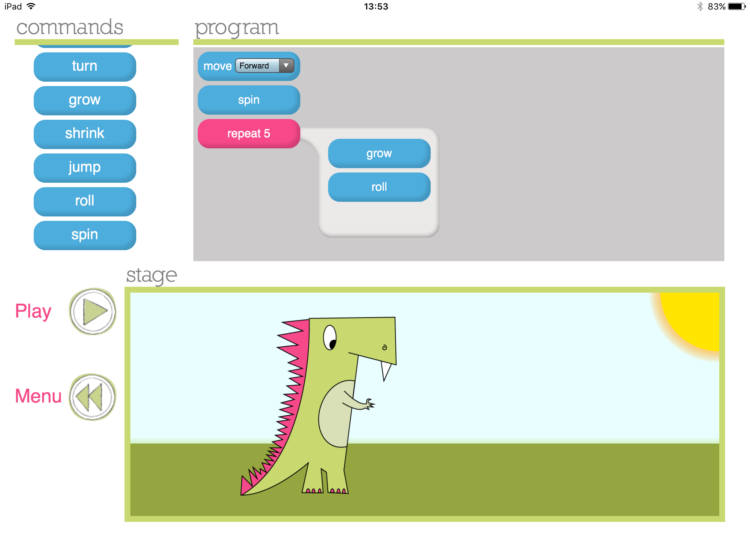 iPad 13:53 83%
commands program
turn
grow
shrink
jump
roll
spin
move Forward
spin
repeat 5
grow
roll
stage
Play
Menu